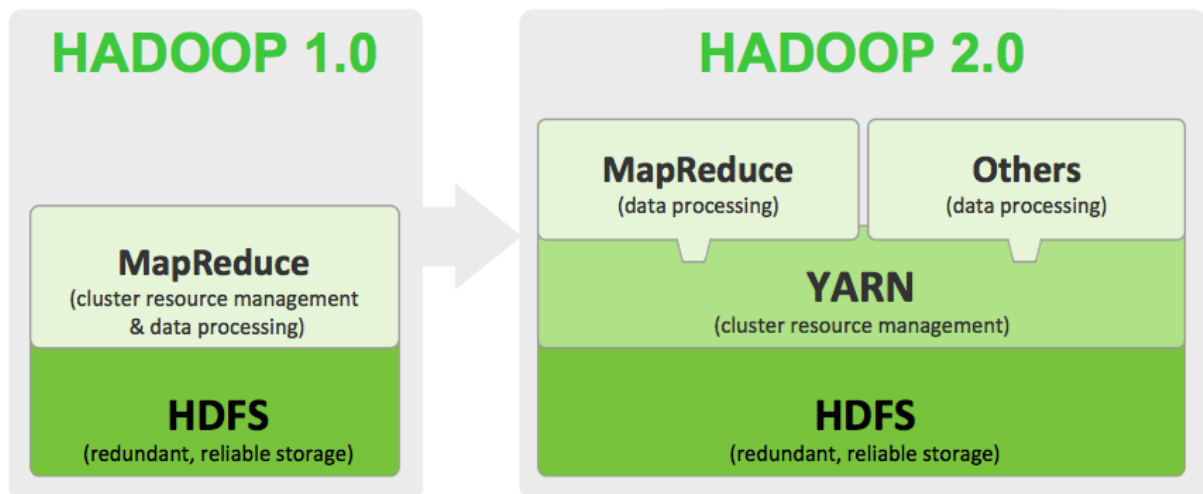 HADOOP 1.0
MapReduce
(cluster resource management
& data processing)
HDFS
(redundant, reliable storage)
HADOOP 2.0
MapReduce
(data processing)
Others
(data processing)
YARN
(cluster resource management)
HDFS
(redundant, reliable storage)